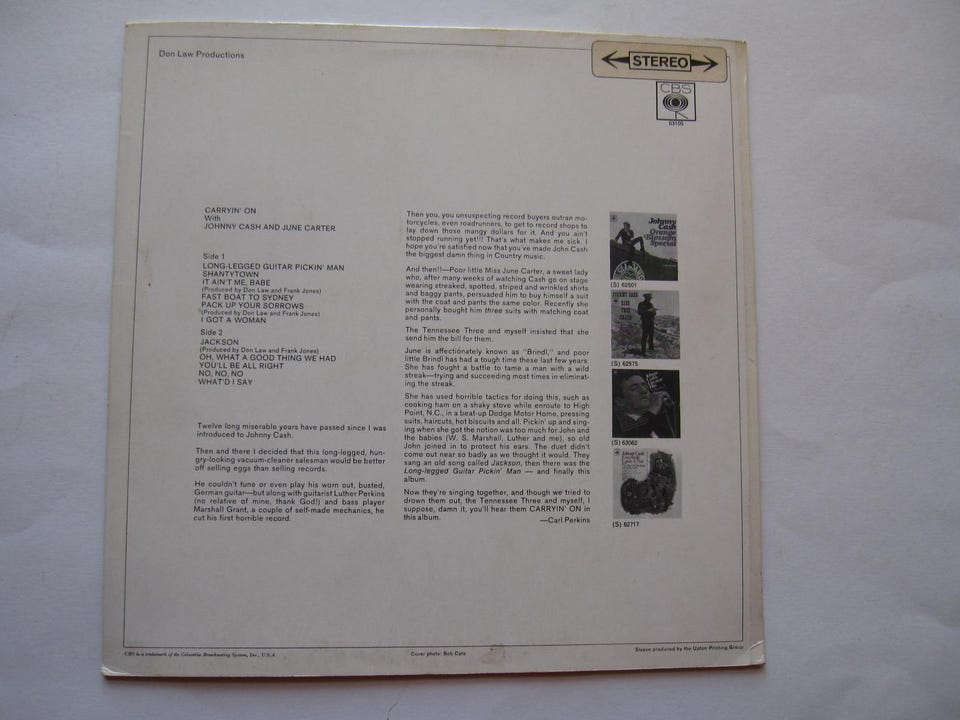 Don Law Productions
STEREO
CBS
63105
CARRYIN' ON
With
JOHNNY CASH AND JUNE CARTER
Side 1
LONG-LEGGED GUITAR PICKIN' MAN
SHANTYTOWN
IT AIN'T ME, BABE
(Produced by Don Law and Frank Jones)
FAST BOAT TO SYDNEY
PACK UP YOUR SORROWS
(Produced by Don Law and Frank Jones)
I GOT A WOMAN
Side 2
JACKSON
(Produced by Don Law and Frank Jones)
OH, WHAT A GOOD THING WE HAD
YOU'LL BE ALL RIGHT
NO, NO, NO
WHAT'D I SAY
Twelve long miserable years have passed since I was
introduced to Johnny Cash.
Then and there I decided that this long-legged, hun-
gry-looking vacuum-cleaner salesman would be better
off selling eggs than selling records.
He couldn't tune or even play his worn out, busted,
German guitar—but along with guitarist Luther Perkins
(no relative of mine, thank God!) and bass player
Marshall Grant, a couple of self-made mechanics, he
cut his first horrible record.
Then you, you unsuspecting record buyers outran mo-
torcycles, even roadrunners, to get to record shops to
lay down those mangy dollars for it. And you ain't
stopped running yet!!! That's what makes me sick. I
hope you're satisfied now that you've made John Cash
the biggest damn thing in Country music.
And then!!—Poor little Miss June Carter, a sweet lady
who, after many weeks of watching Cash go on stage
wearing streaked, spotted, striped and wrinkled shirts
and baggy pants, persuaded him to buy himself a suit
with the coat and pants the same color. Recently she
personally bought him three suits with matching coat
and pants.
The Tennessee Three and myself insisted that she
send him the bill for them.
June is affectionately known as "Brindl," and poor
little Brindl has had a tough time these last few years.
She has fought a battle to tame a man with a wild
streak—trying and succeeding most times in eliminat-
ing the streak.
She has used horrible tactics for doing this, such as
cooking ham on a shaky stove while enroute to High
Point, N.C., in a beat-up Dodge Motor Home, pressing
suits, haircuts, hot biscuits and all. Pickin' up and sing-
ing when she got the notion was too much for John and
the babies (W. S. Marshall, Luther and me), so old
John joined in to protect his ears. The duet didn't
come out near so badly as we thought it would. They
sang an old song called Jackson, then there was the
Long-legged Guitar Pickin' Man — and finally this
album.
Now they're singing together, and though we tried to
drown them out, the Tennessee Three and myself, I
suppose, damn it, you'll hear them CARRYIN' ON in
this album.
—Carl Perkins
Johnny
Cash
Orange
Blossom
Special
(S) 62501
(S) 62575
(S) 63062
(S) 62717
CBS is a trademark of the Columbia Broadcasting System, Inc., U.S.A.
Cover photo: Bob Cato
Sleeve produced by the Upton Printing Group